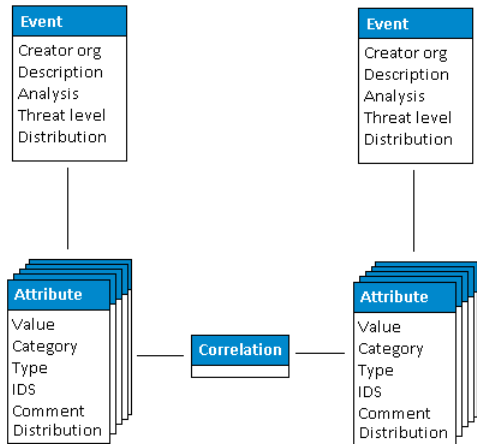 Event
Creator org
Description
Analysis
Threat level
Distribution
Event
Creator org
Description
Analysis
Threat level
Distribution
Attribute
Value
Category
Type
IDS
Comment
Distribution
Correlation
Attribute
Value
Category
Type
IDS
Comment
Distribution